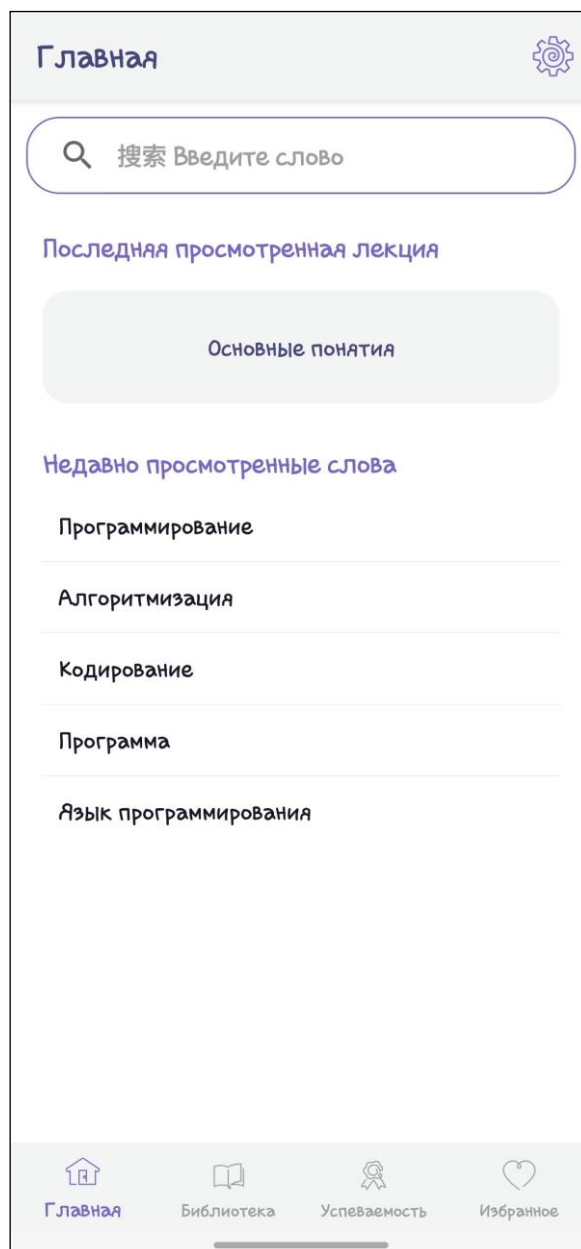 Главная
搜索 Введите слово
Последняя просмотренная лекция
Основные понятия
Недавно просмотренные слова
Программирование
Алгоритмизация
Кодирование
Программа
Язык программирования
Главная Библиотека Успеваемость Избранное